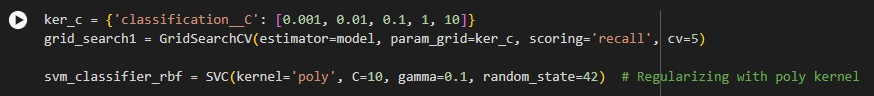 ker_c = {'classification__C': [0.001, 0.01, 0.1, 1, 10]}
grid_search1 = GridSearchCV(estimator=model, param_grid=ker_c, scoring='recall', cv=5)
svm_classifier_rbf = SVC(kernel='poly', C=10, gamma=0.1, random_state=42)  # Regularizing with poly kernel